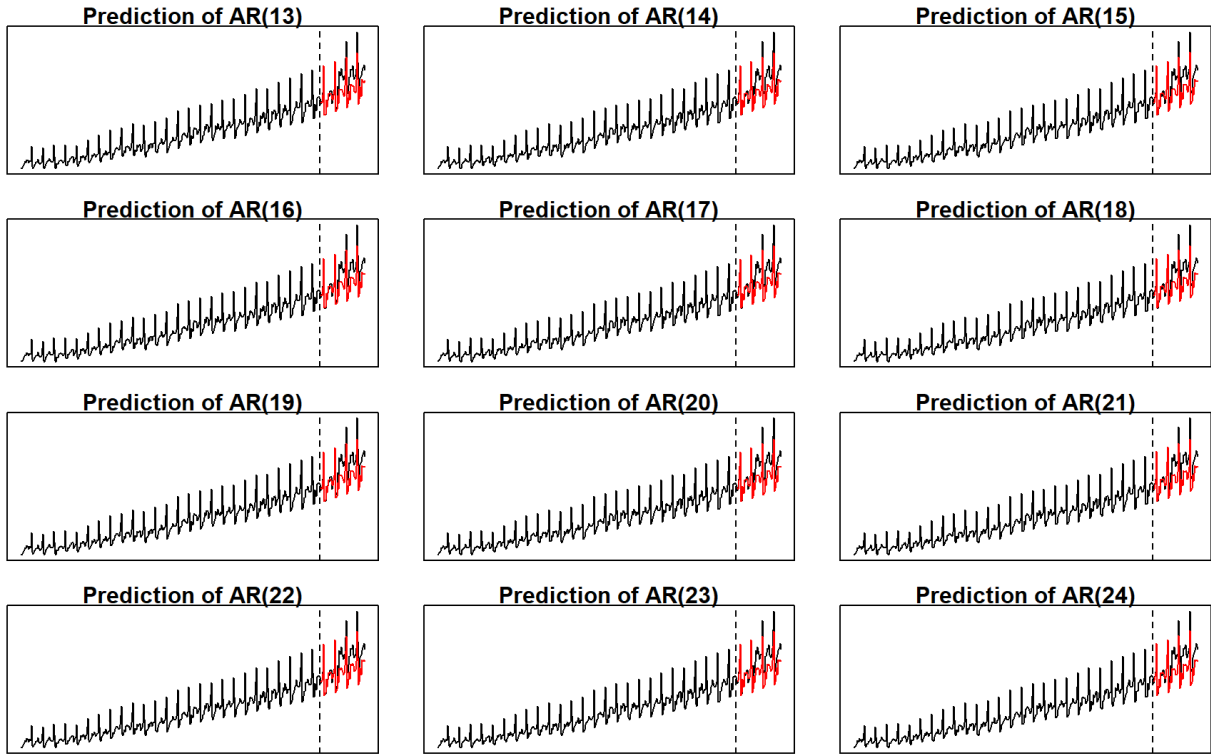 Prediction of AR(13)
Prediction of AR(14)
Prediction of AR(15)
Prediction of AR(16)
Prediction of AR(17)
Prediction of AR(18)
Prediction of AR(19)
Prediction of AR(20)
Prediction of AR(21)
Prediction of AR(22)
Prediction of AR(23)
Prediction of AR(24)